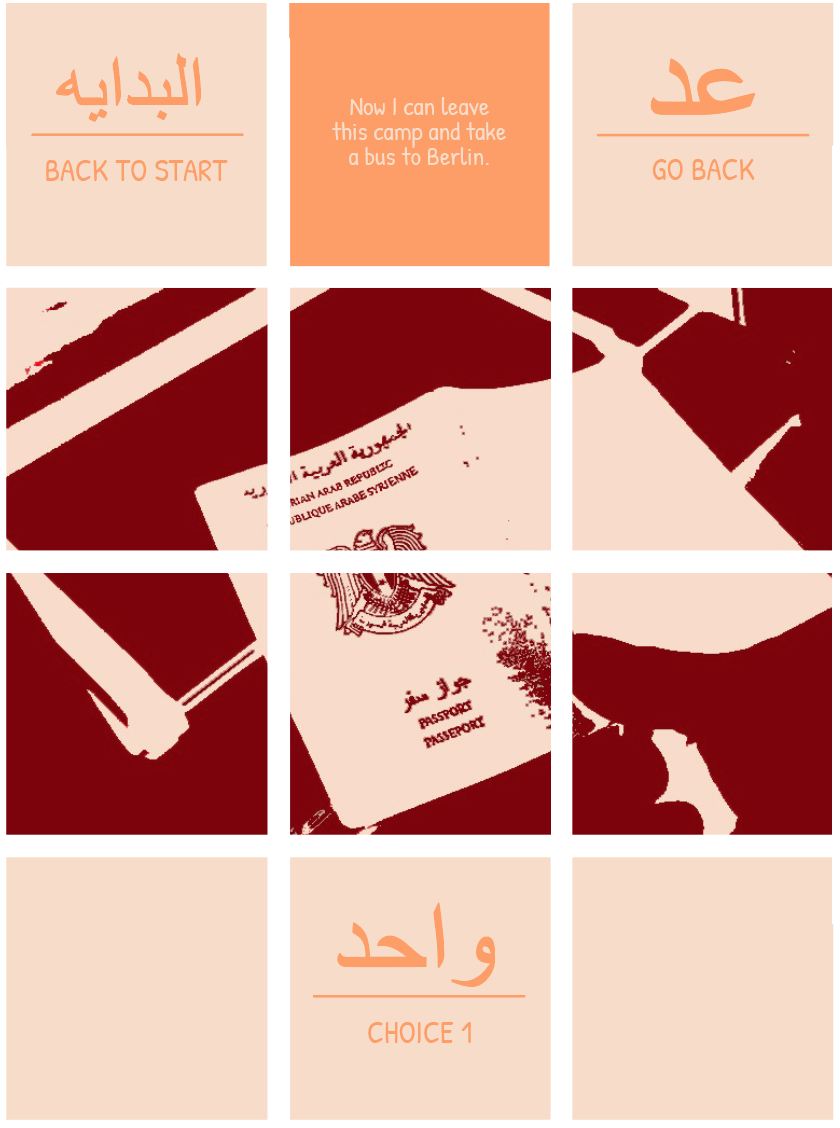 البدايه
BACK TO START
Now I can leave
this camp and take
a bus to Berlin.
عد
GO BACK
الجمهورية العربية
RIAN ARAB REPUBLIC
UBLIQUE ARABE SYRIENNE
جواز سفر
PASSPORT
PASSEPORT
واحد
CHOICE 1